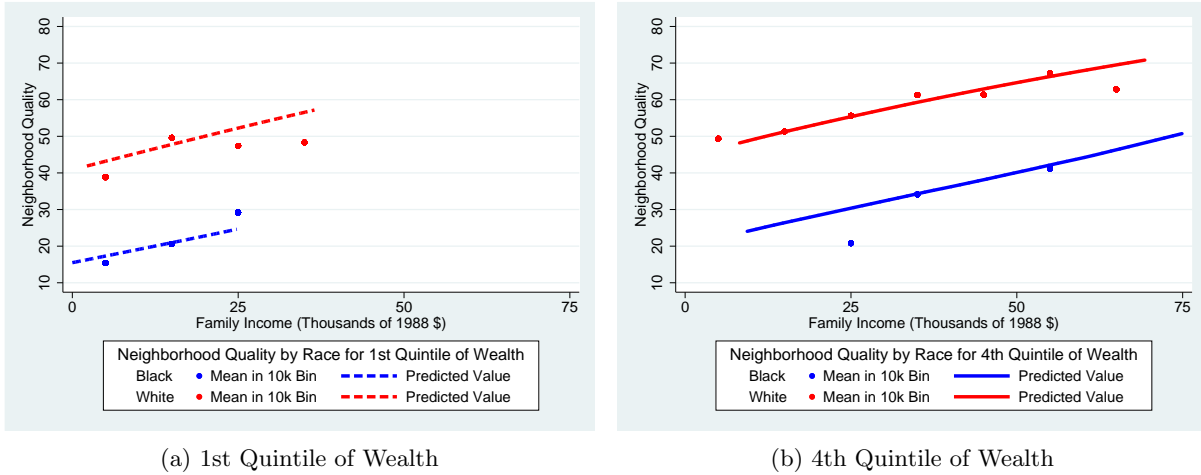 80
70
60
50
40
30
20
10
Neighborhood Quality
0
25
50
75
Family Income (Thousands of 1988 $)
Neighborhood Quality by Race for 1st Quintile of Wealth
Black Mean in 10k Bin Predicted Value
White Mean in 10k Bin Predicted Value
(a) 1st Quintile of Wealth
80
70
60
50
40
30
20
10
Neighborhood Quality
0
25
50
75
Family Income (Thousands of 1988 $)
Neighborhood Quality by Race for 4th Quintile of Wealth
Black Mean in 10k Bin Predicted Value
White Mean in 10k Bin Predicted Value
(b) 4th Quintile of Wealth